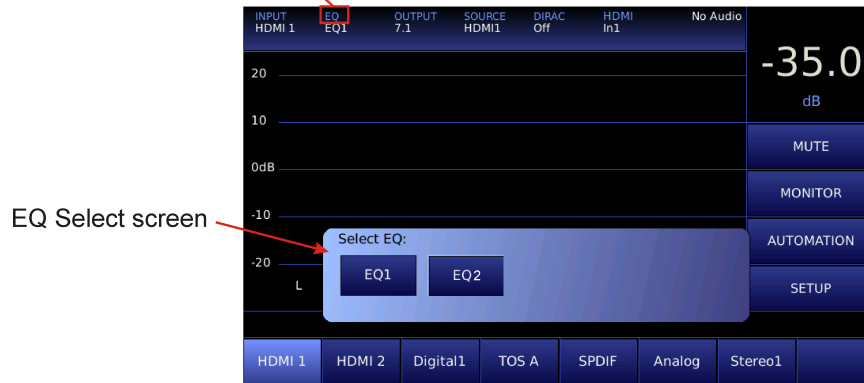 INPUT EQ OUTPUT SOURCE DIRAC HDMI No Audio
HDMI 1 EQ1 7.1 HDMI1 Off In1
-35.0
dB
20
10
0dB
-10
-20
L
MUTE
MONITOR
AUTOMATION
SETUP
EQ Select screen
Select EQ:
EQ1 EQ2
HDMI 1 HDMI 2 Digital1 TOS A SPDIF Analog Stereo1